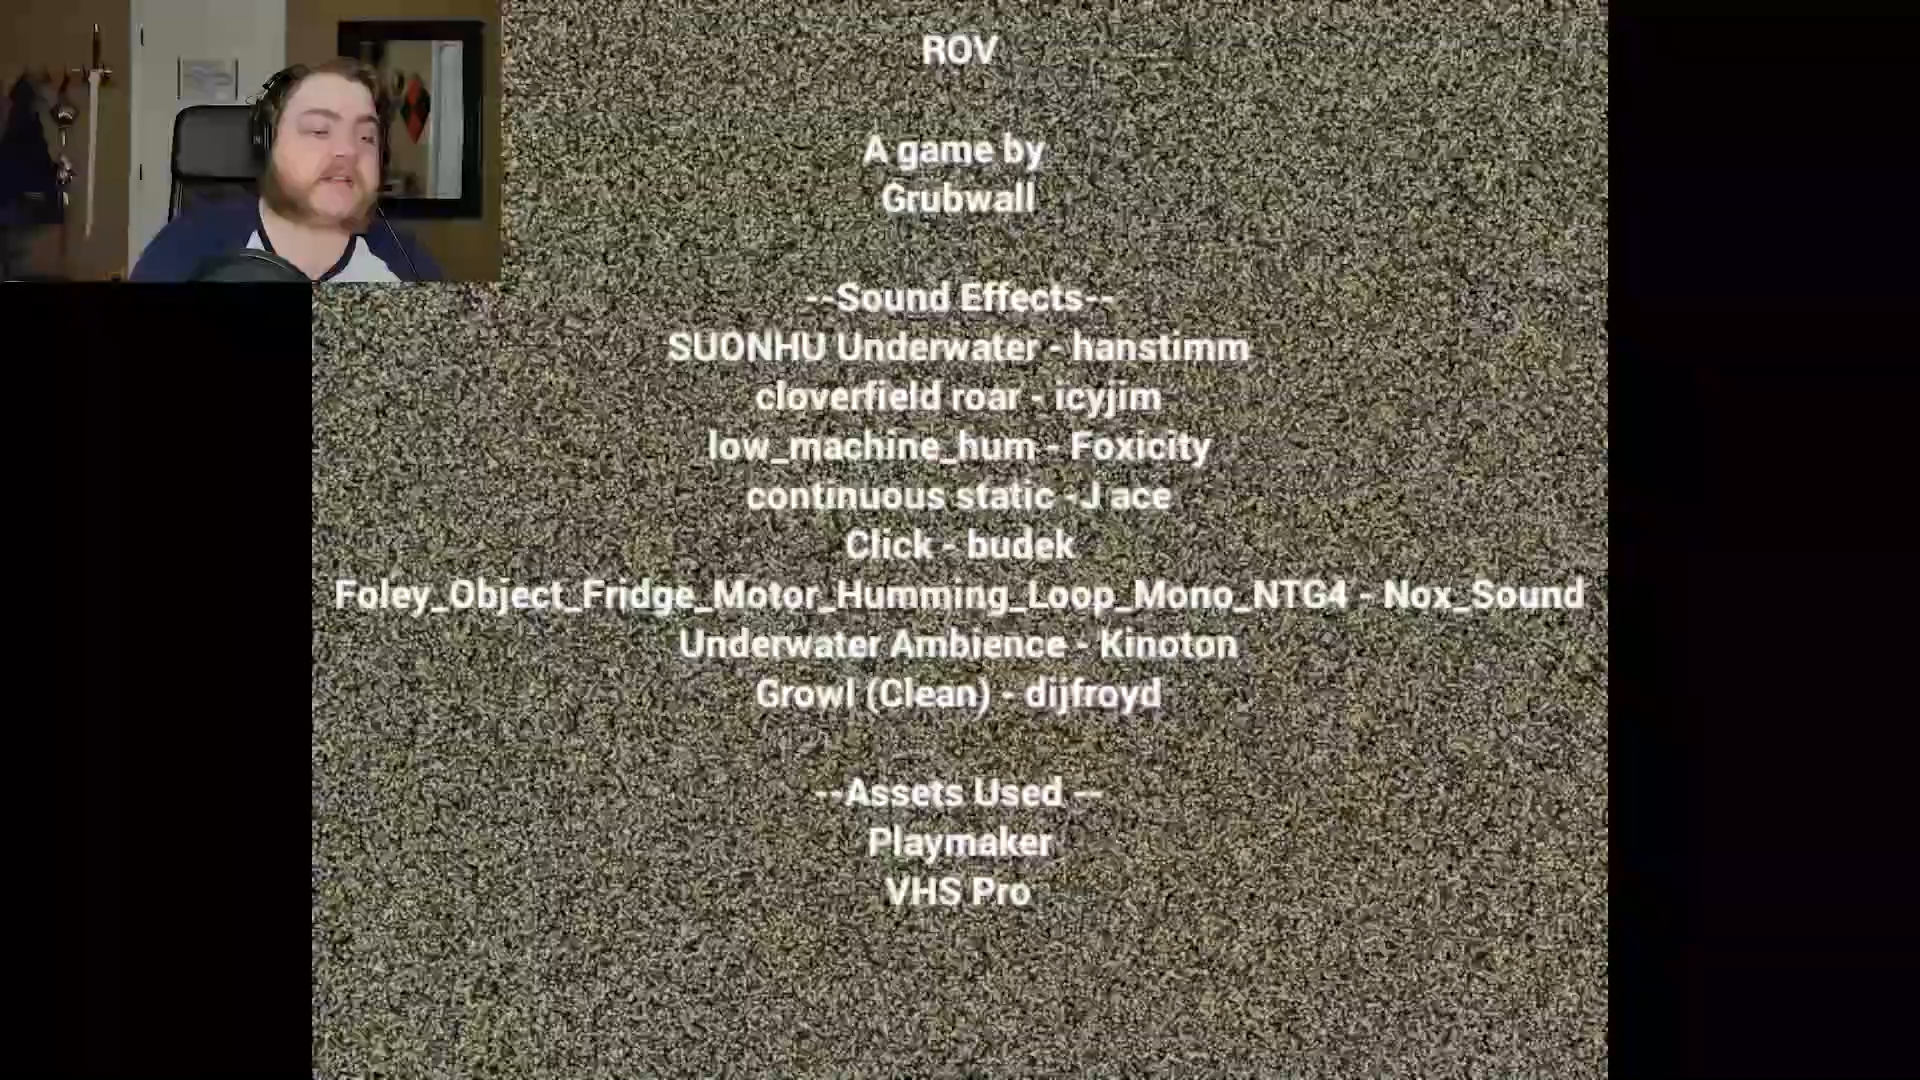 ROV
A game by
Grubwall
--Sound Effects--
SUONHU Underwater - hanstimm
cloverfield roar - icyjim
low_machine_hum - Foxicity
continuous static -J ace
Click - budek
Foley_Object_Fridge_Motor_Humming_Loop_Mono_NTG4 - Nox_Sound
Underwater Ambience - Kinoton
Growl (Clean) - dijfroyd
--Assets Used --
Playmaker
VHS Pro